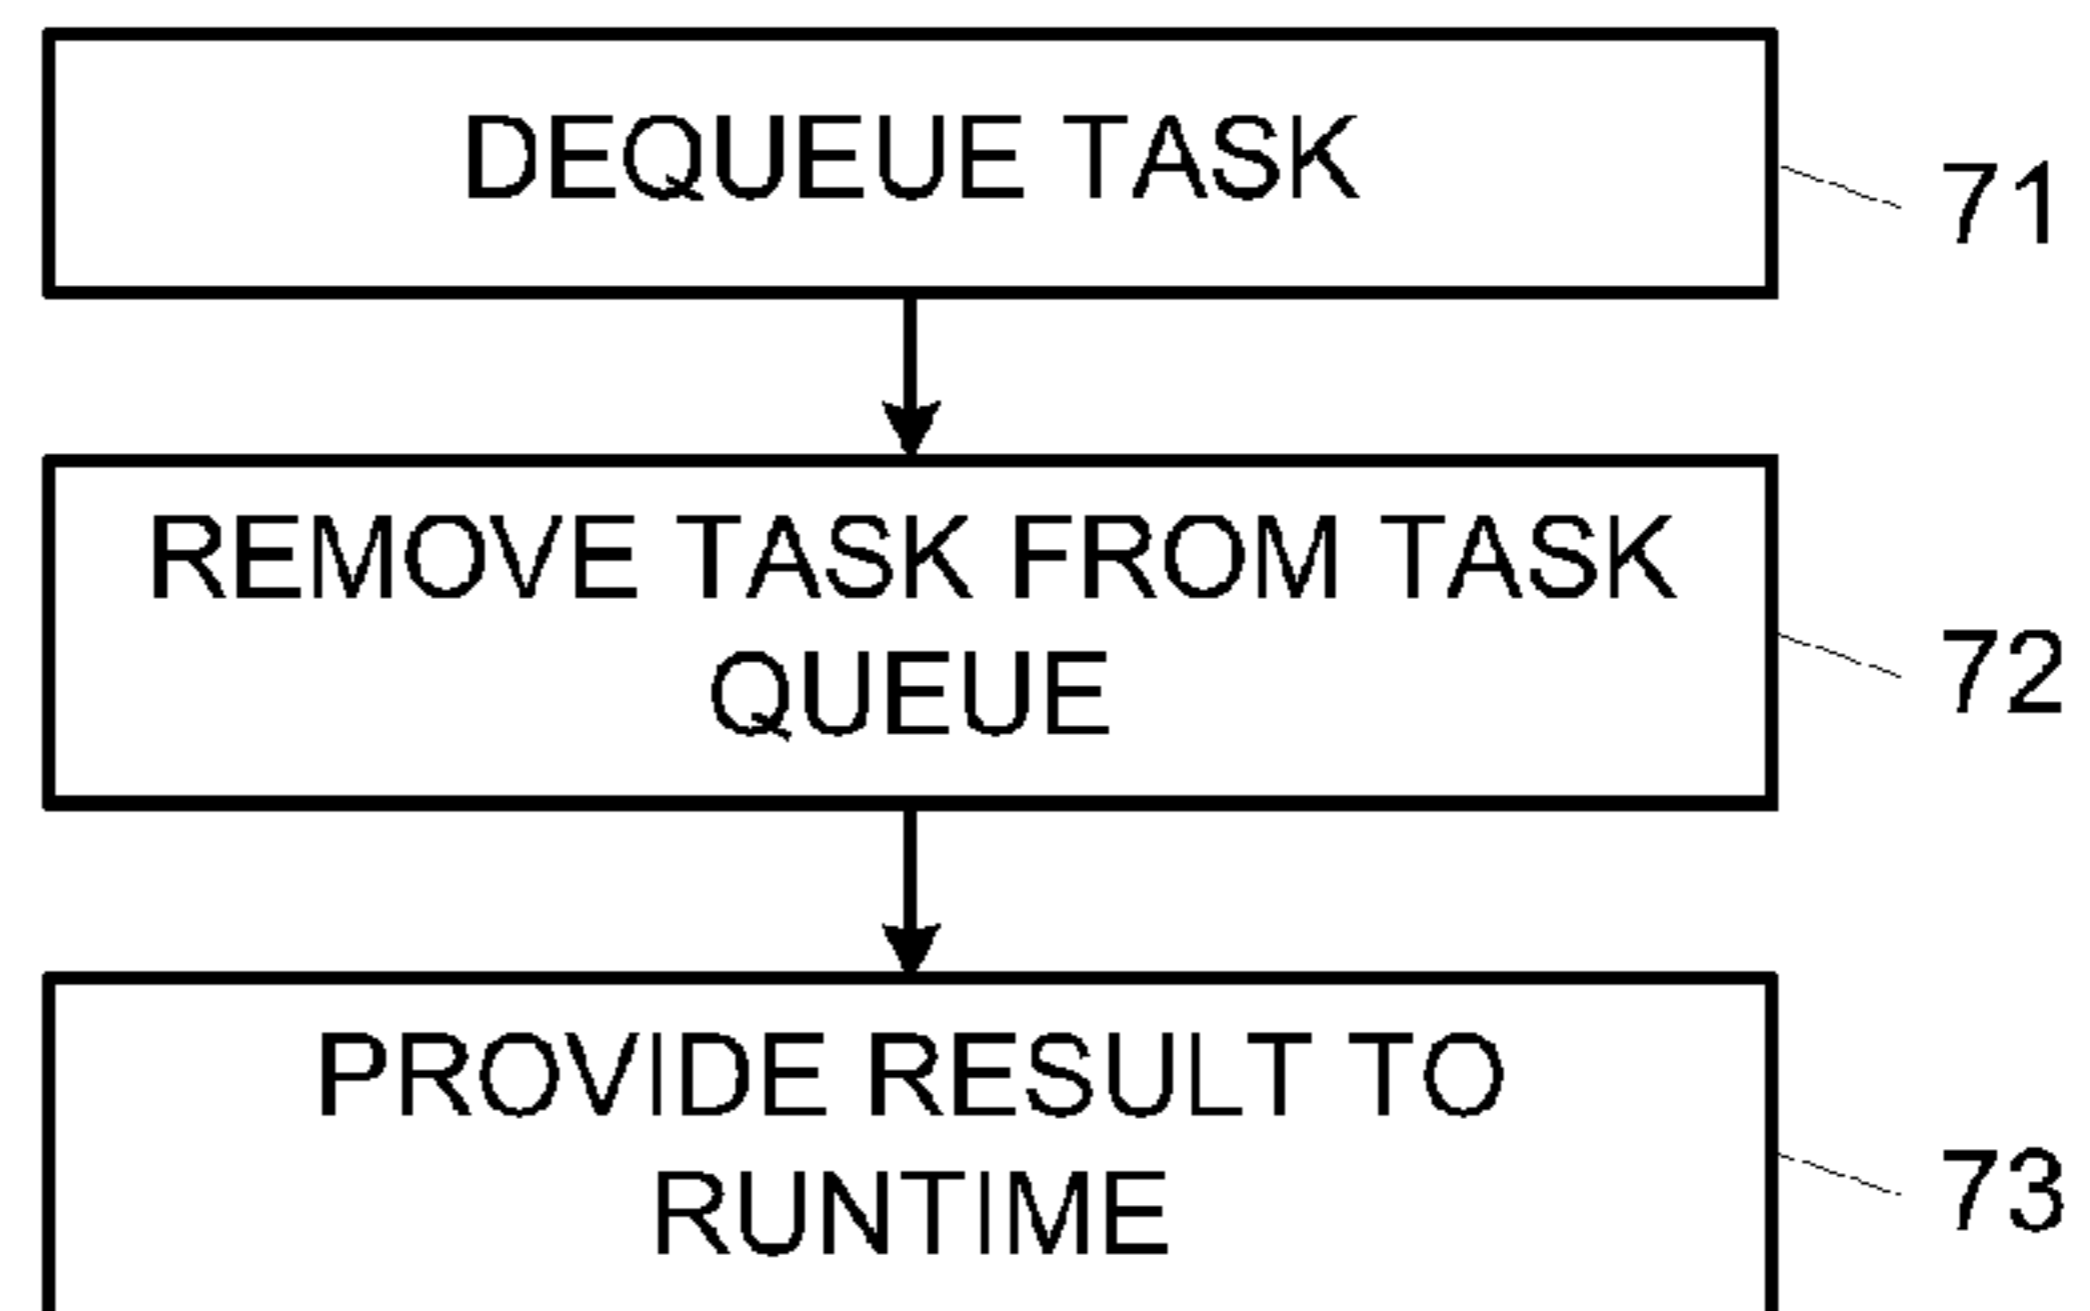 DEQUEUE TASK
71
REMOVE TASK FROM TASK
QUEUE
72
PROVIDE RESULT TO
RUNTIME
73